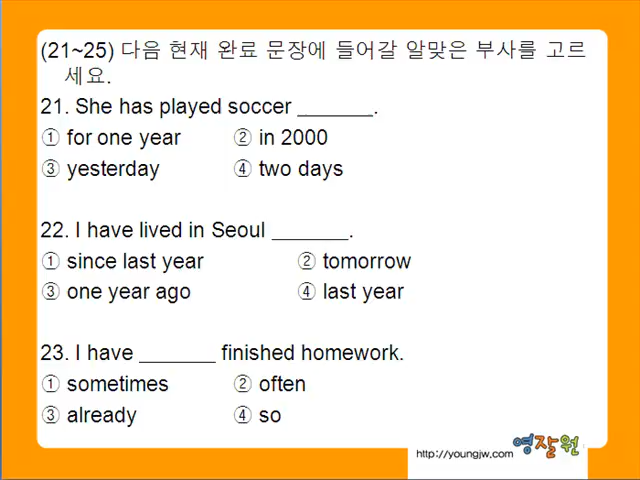 (21~25) 다음 현재 완료 문장에 들어갈 알맞은 부사를 고르
세요.
21. She has played soccer _______.
① for one year ② in 2000
③ yesterday ④ two days
22. I have lived in Seoul _______.
① since last year ② tomorrow
③ one year ago ④ last year
23. I have _______ finished homework.
① sometimes ② often
③ already ④ so
http://youngjw.com 영잘원